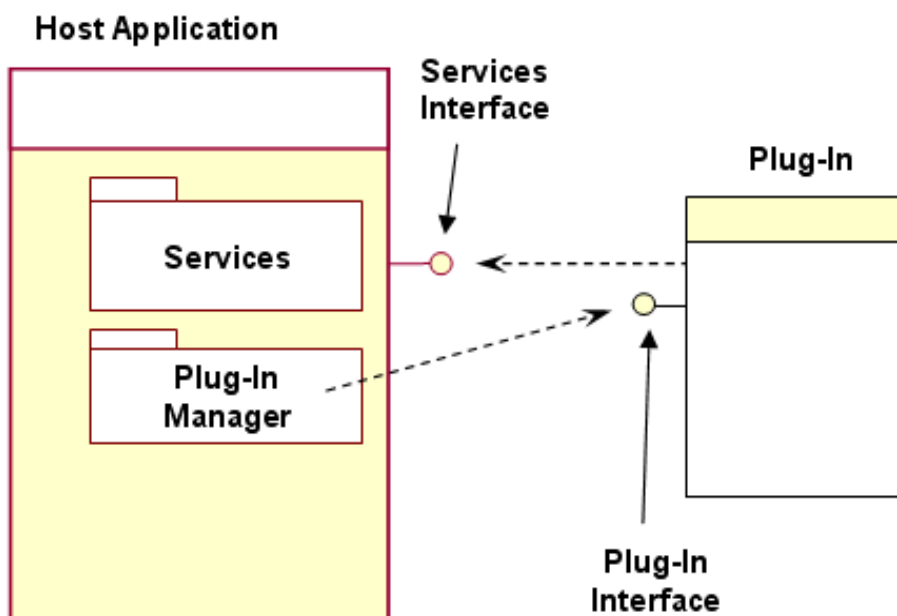 Host Application
Services
Interface
Plug-In
Services
Plug-In
Manager
Plug-In
Interface